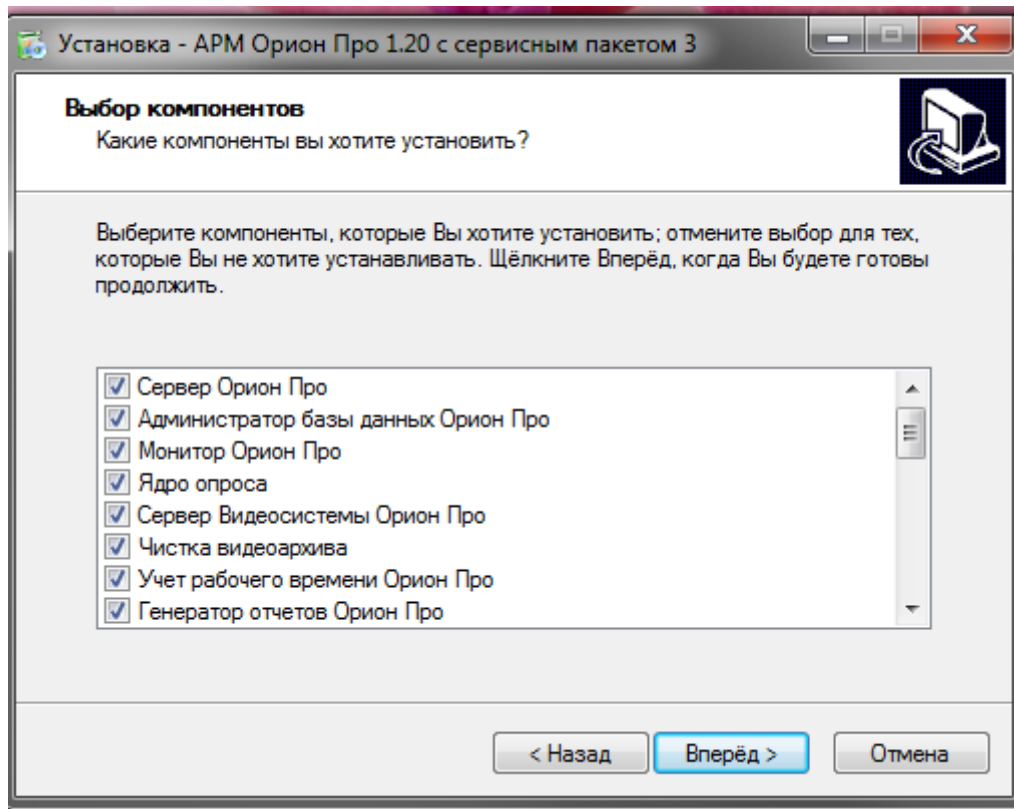 Установка - АРМ Орион Про 1.20 с сервисным пакетом 3
Выбор компонентов
Какие компоненты вы хотите установить?
Выберите компоненты, которые Вы хотите установить; отмените выбор для тех,
которые Вы не хотите устанавливать. Щёлкните Вперёд, когда Вы будете готовы
продолжить.
Сервер Орион Про
Администратор базы данных Орион Про
Монитор Орион Про
Ядро опроса
Сервер Видеосистемы Орион Про
Чистка видеоархива
Учет рабочего времени Орион Про
Генератор отчетов Орион Про
< Назад Вперёд > Отмена